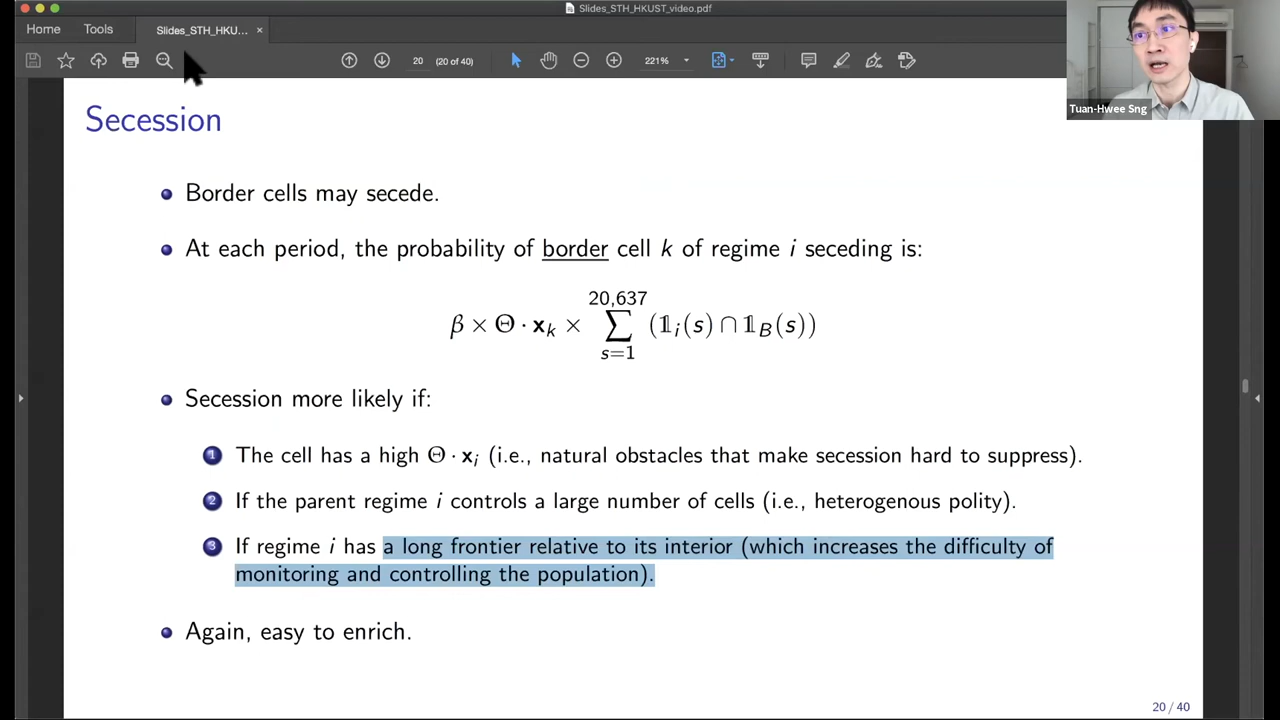 Slides_STH_HKUST_video.pdf
Home Tools Slides_STH_HKU... ×
20 (20 of 40) 221%
Tuan-Hwee Sng
Secession
Border cells may secede.
At each period, the probability of border cell k of regime i seceding is:
β × Θ · x_k × ∑_{s=1}^{20,637} (𝟙_i(s) ∩ 𝟙_B(s))
Secession more likely if:
1 The cell has a high Θ · x_i (i.e., natural obstacles that make secession hard to suppress).
2 If the parent regime i controls a large number of cells (i.e., heterogenous polity).
3 If regime i has a long frontier relative to its interior (which increases the difficulty of
monitoring and controlling the population).
Again, easy to enrich.
20 / 40